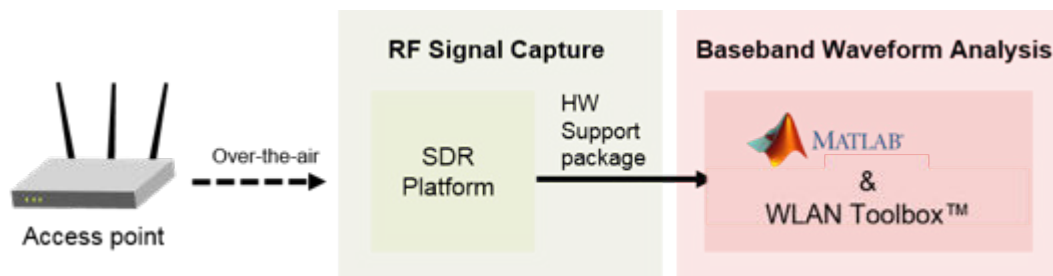 RF Signal Capture
Baseband Waveform Analysis
Over-the-air
Access point
SDR
Platform
HW
Support
package
MATLAB®
&
WLAN Toolbox™